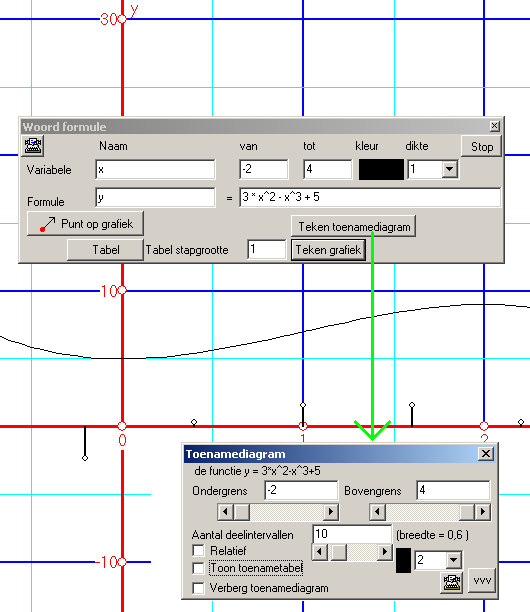 30
y
Woord formule
Naam van tot kleur dikte Stop
Variabele x -2 4 1
Formule y = 3 * x^2 - x^3 + 5
Punt op grafiek Teken toenamediagram
Tabel Tabel stapgrootte 1 Teken grafiek
10
0 1 2
Toenamediagram
de functie y = 3*x^2-x^3+5
Ondergrens -2 Bovengrens 4
Aantal deelintervallen 10 (breedte = 0,6 )
Relatief
Toon toenametabel 2
Verberg toenamediagram vvv
-10